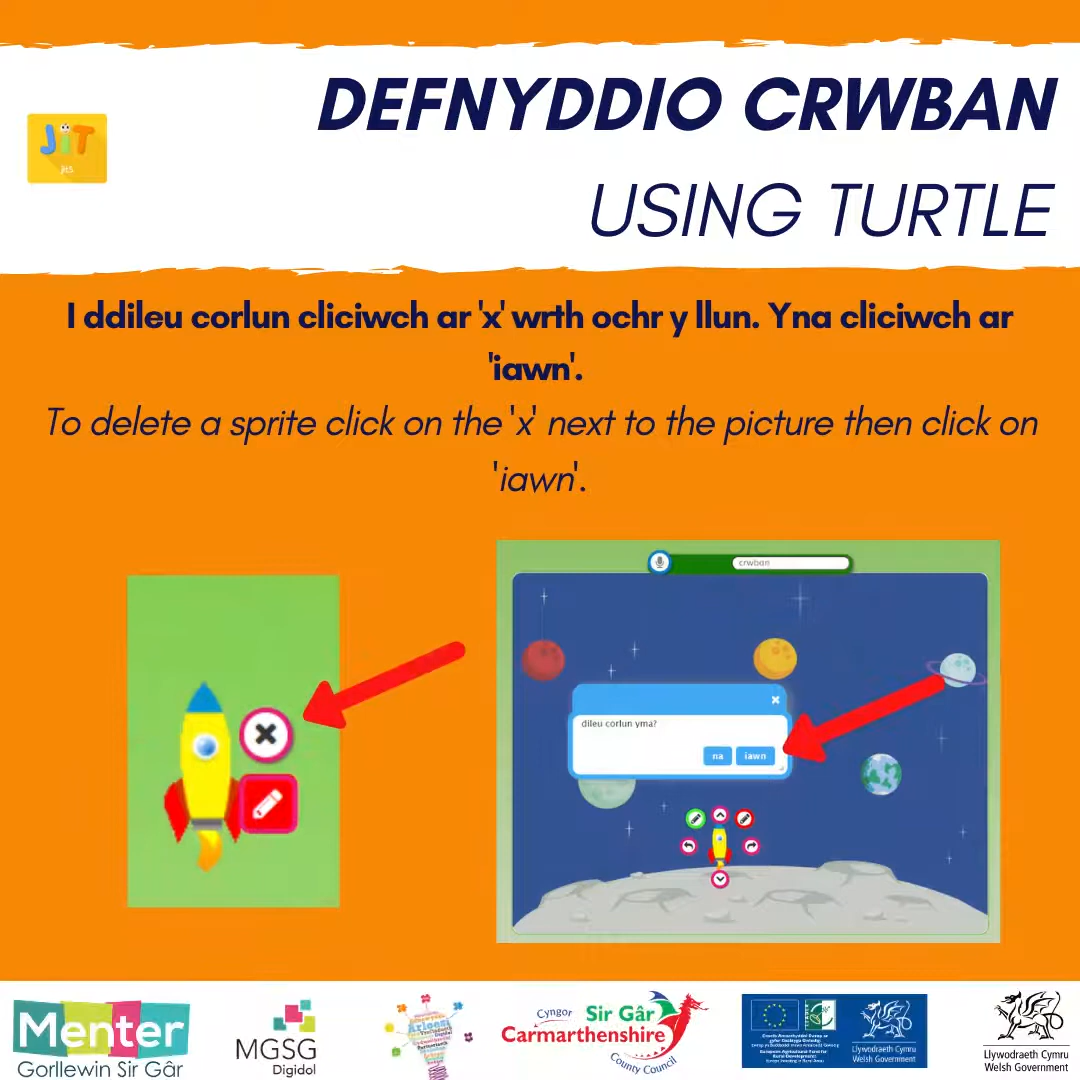 DEFNYDDIO CRWBAN
JiT
jit5
USING TURTLE
I ddileu corlun cliciwch ar 'x' wrth ochr y llun. Yna cliciwch ar
'iawn'.
To delete a sprite click on the 'x' next to the picture then click on
'iawn'.
crwban
dileu corlun yma?
na iawn
Menter
Gorllewin Sir Gâr
MGSG
Digidol
Arloesi
Cyngor Sir Gâr
Carmarthenshire
County Council
Llywodraeth Cymru
Welsh Government
Llywodraeth Cymru
Welsh Government